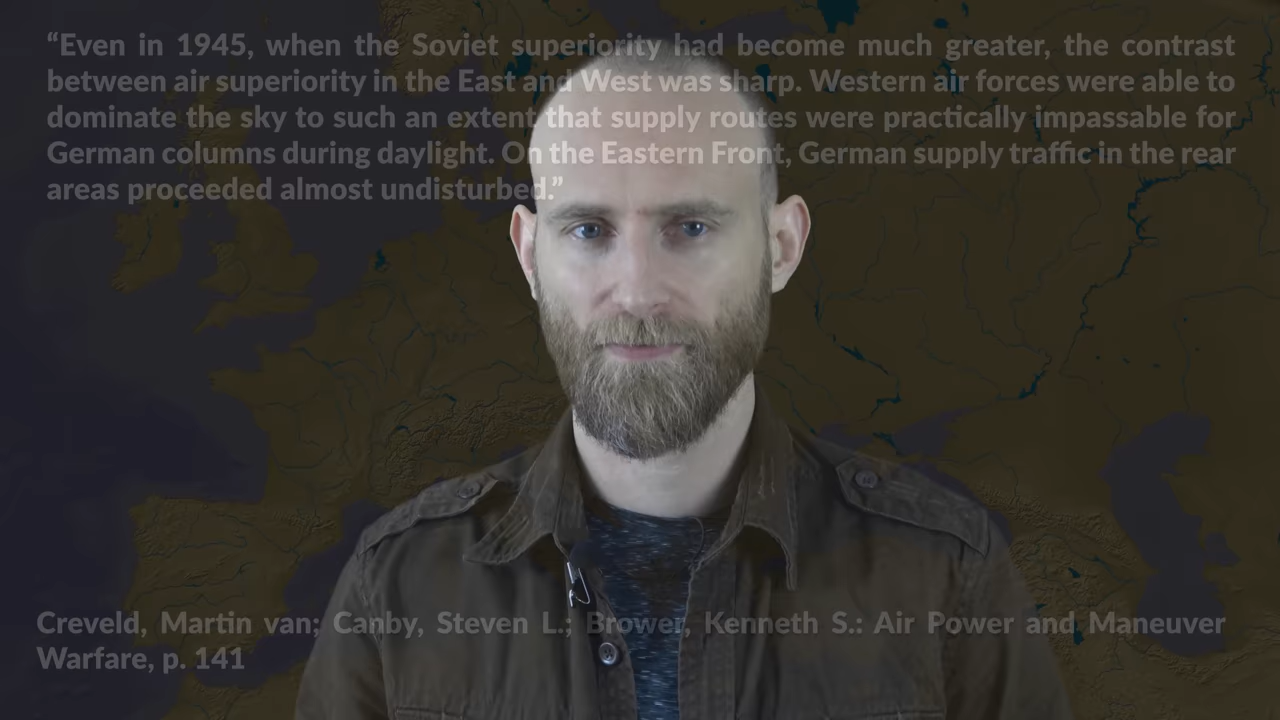 “Even in 1945, when the Soviet superiority had become much greater, the contrast
between air superiority in the East and West was sharp. Western air forces were able to
dominate the sky to such an extent that supply routes were practically impassable for
German columns during daylight. On the Eastern Front, German supply traffic in the rear
areas proceeded almost undisturbed.”
Creveld, Martin van; Canby, Steven L.; Brower, Kenneth S.: Air Power and Maneuver
Warfare, p. 141